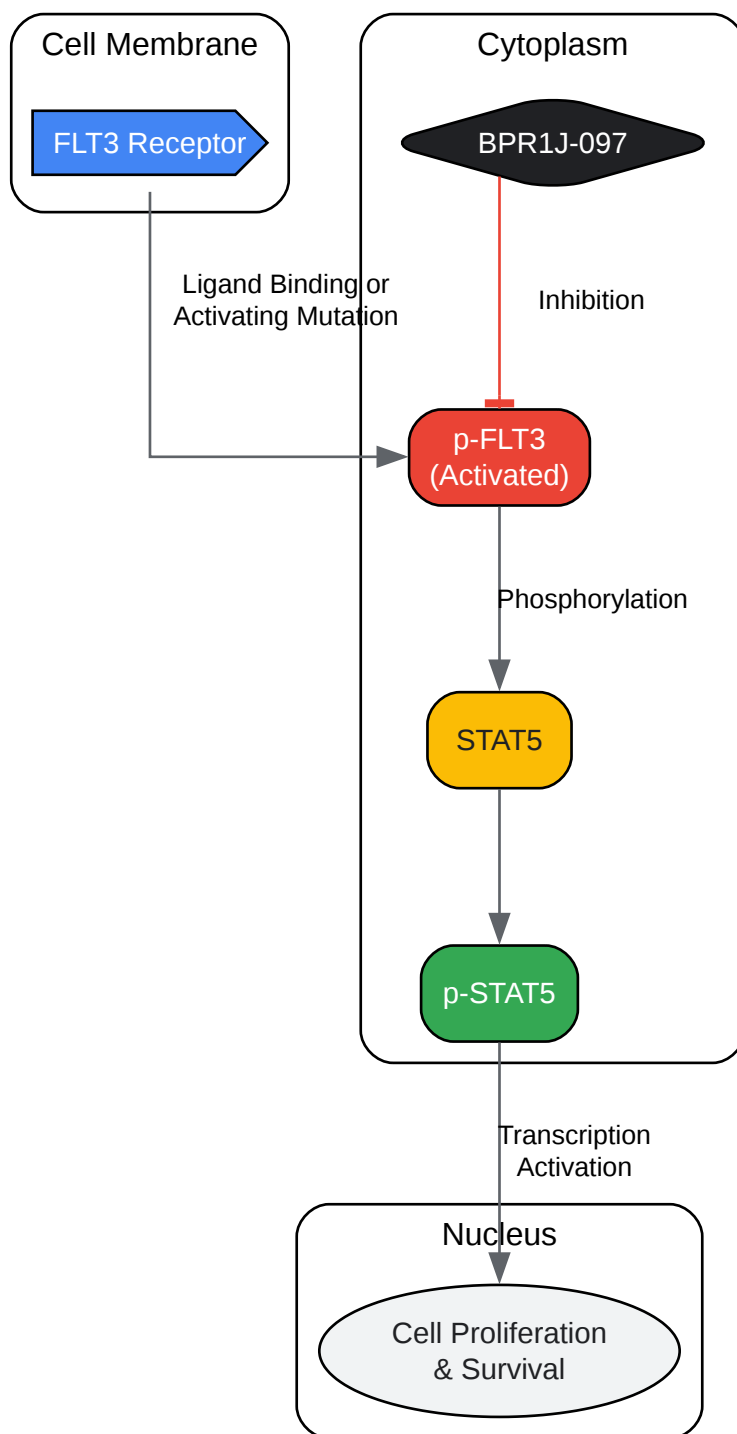 Cell Membrane
FLT3 Receptor
Cytoplasm
BPR1J-097
Ligand Binding or
Activating Mutation
Inhibition
p-FLT3
(Activated)
Phosphorylation
STAT5
p-STAT5
Transcription
Activation
Nucleus
Cell Proliferation
& Survival